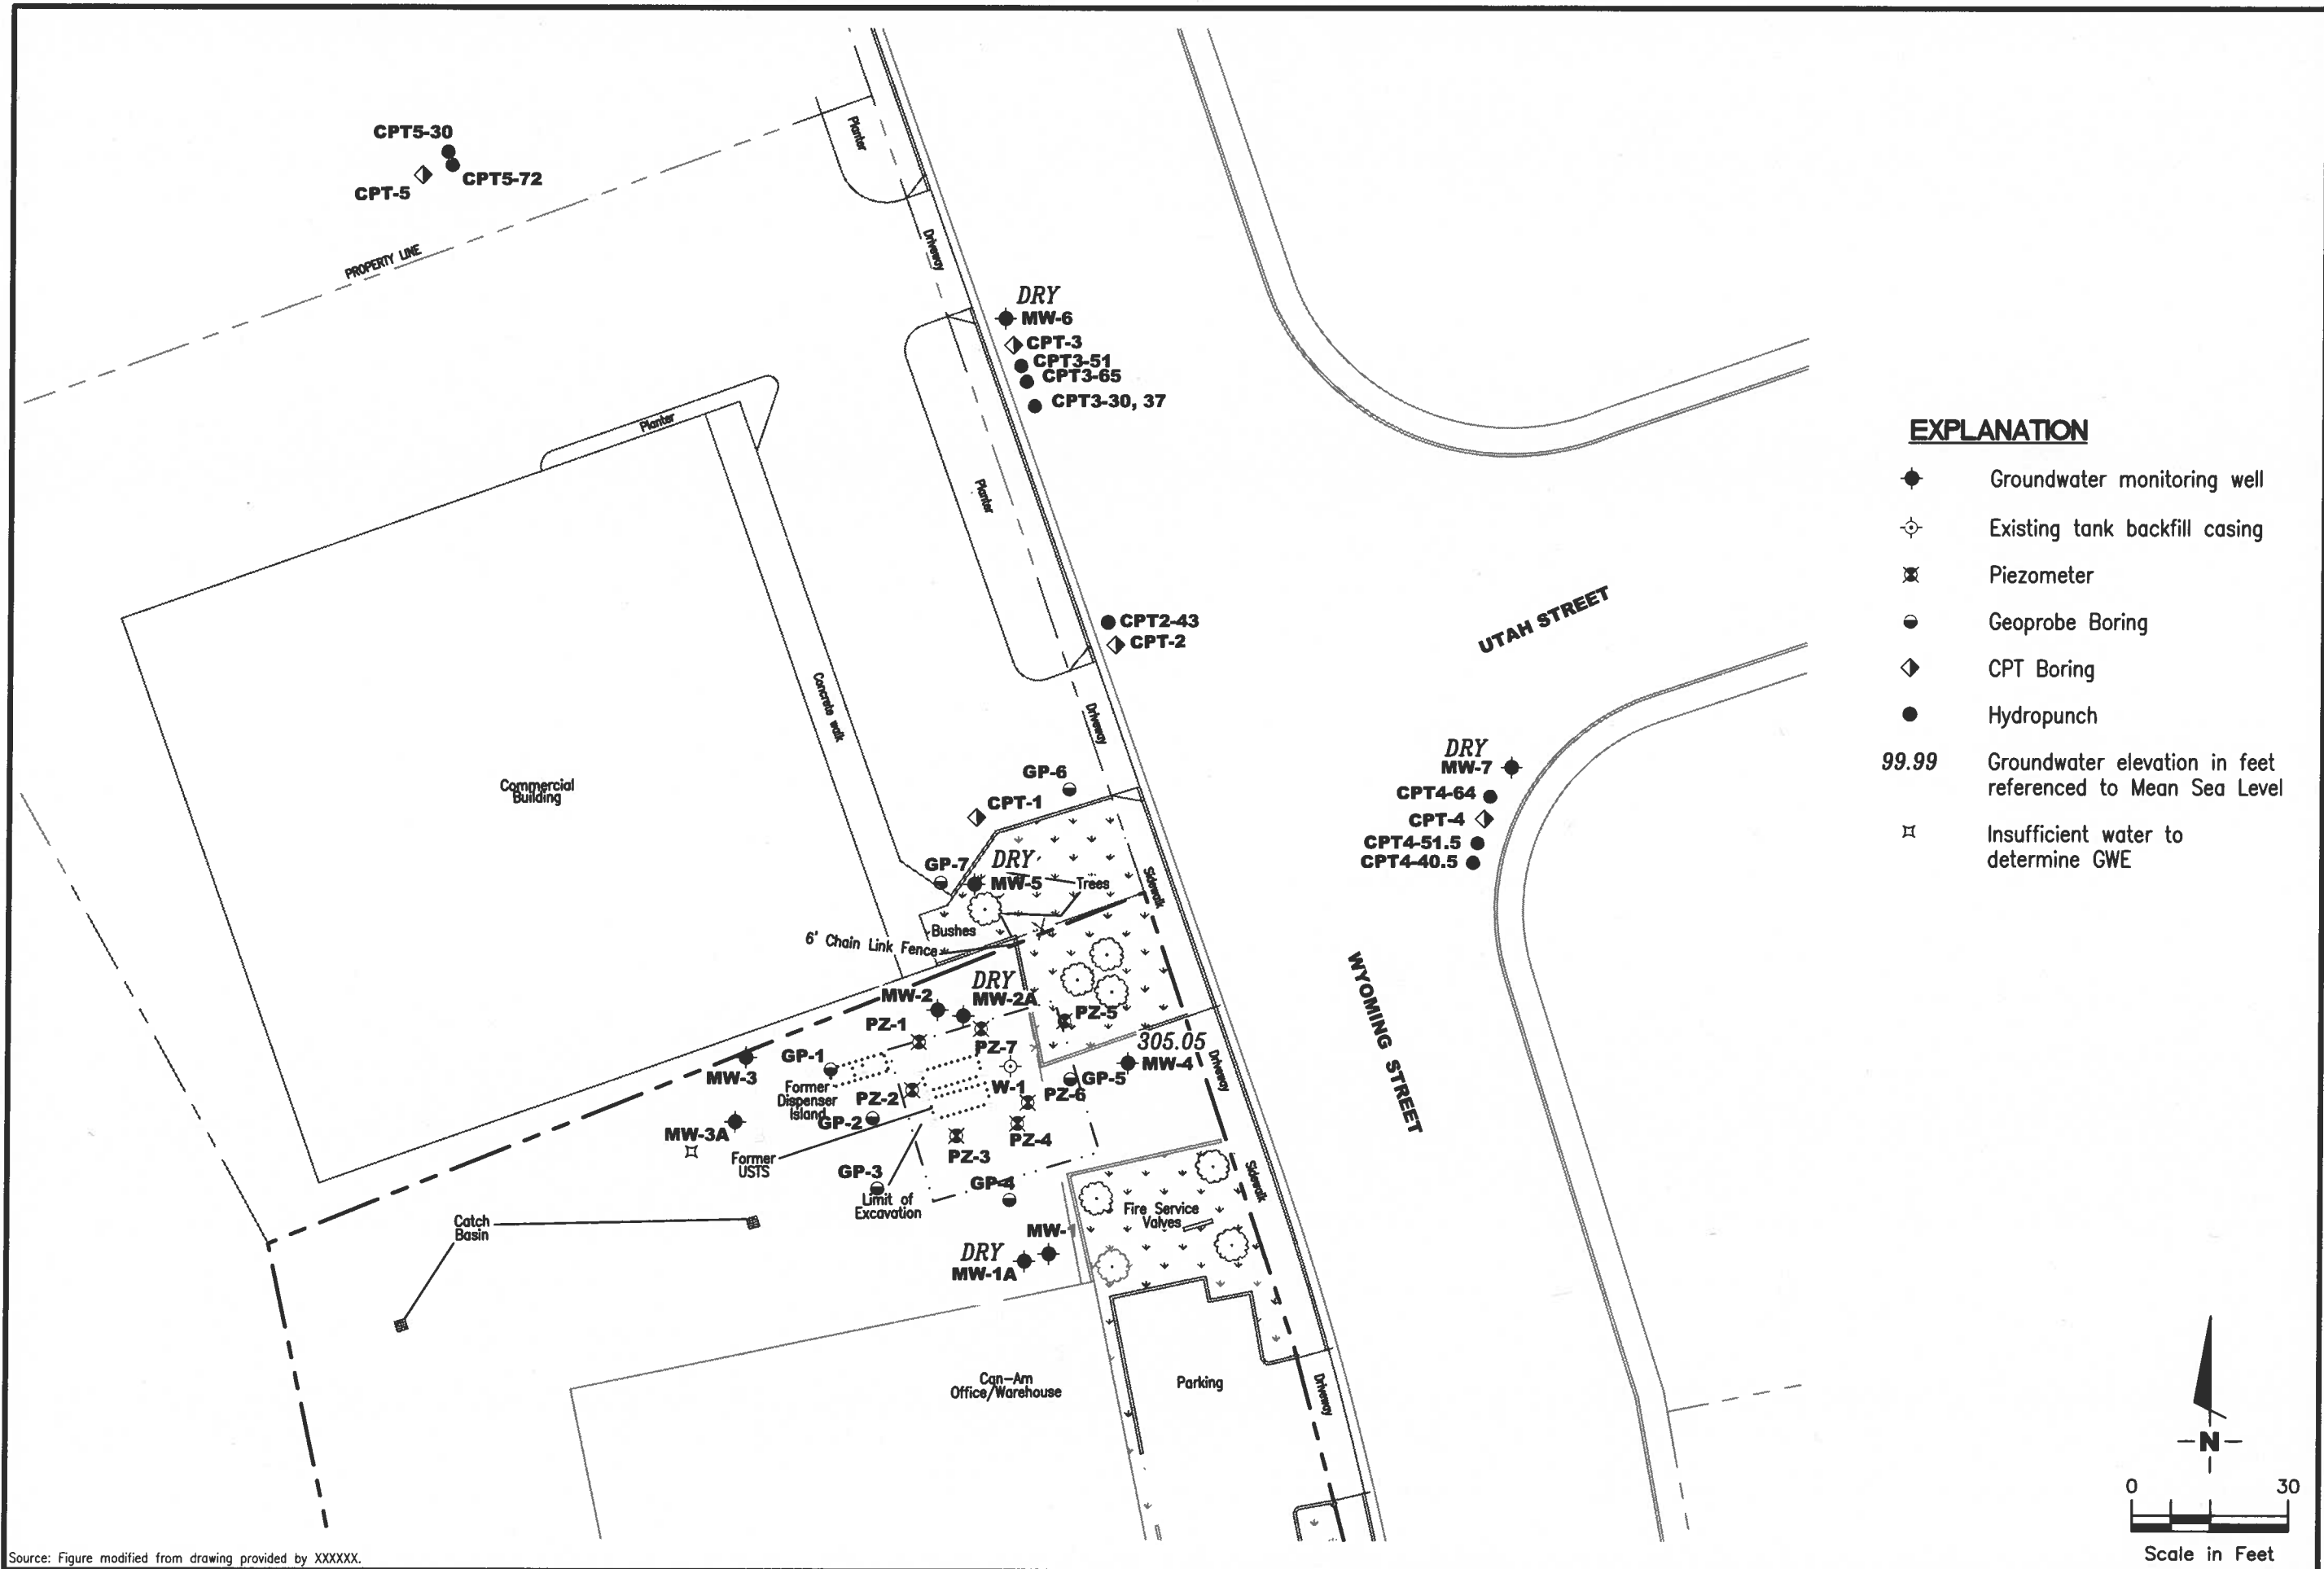 CPT5-30
CPT5-72
CPT-5
PROPERTY LINE
Planter
Driveway
DRY
MW-6
CPT-3
CPT3-51
CPT3-65
CPT3-30, 37
Planter
Planter
EXPLANATION
Groundwater monitoring well
Existing tank backfill casing
Piezometer
Geoprobe Boring
CPT Boring
Hydropunch
99.99 Groundwater elevation in feet
referenced to Mean Sea Level
Insufficient water to
determine GWE
CPT2-43
CPT-2
UTAH STREET
Concrete walk
Driveway
Commercial
Building
DRY
MW-7
CPT4-64
CPT-4
CPT4-51.5
CPT4-40.5
GP-6
CPT-1
GP-7
DRY
MW-5
Trees
Sidewalk
Bushes
6' Chain Link Fence
WYOMING STREET
DRY
MW-2
MW-2A
PZ-1
PZ-5
PZ-7
305.05
MW-4
Driveway
MW-3
GP-1
Former
Dispenser
Island
PZ-2
GP-2
W-1
PZ-6
GP-5
PZ-4
PZ-3
MW-3A
Former
USTS
GP-3
Limit of
Excavation
GP-4
Sidewalk
Fire Service
Valves
Catch
Basin
MW-1
DRY
MW-1A
Can-Am
Office/Warehouse
Parking
Driveway
N
0 30
Scale in Feet
Source: Figure modified from drawing provided by XXXXXX.